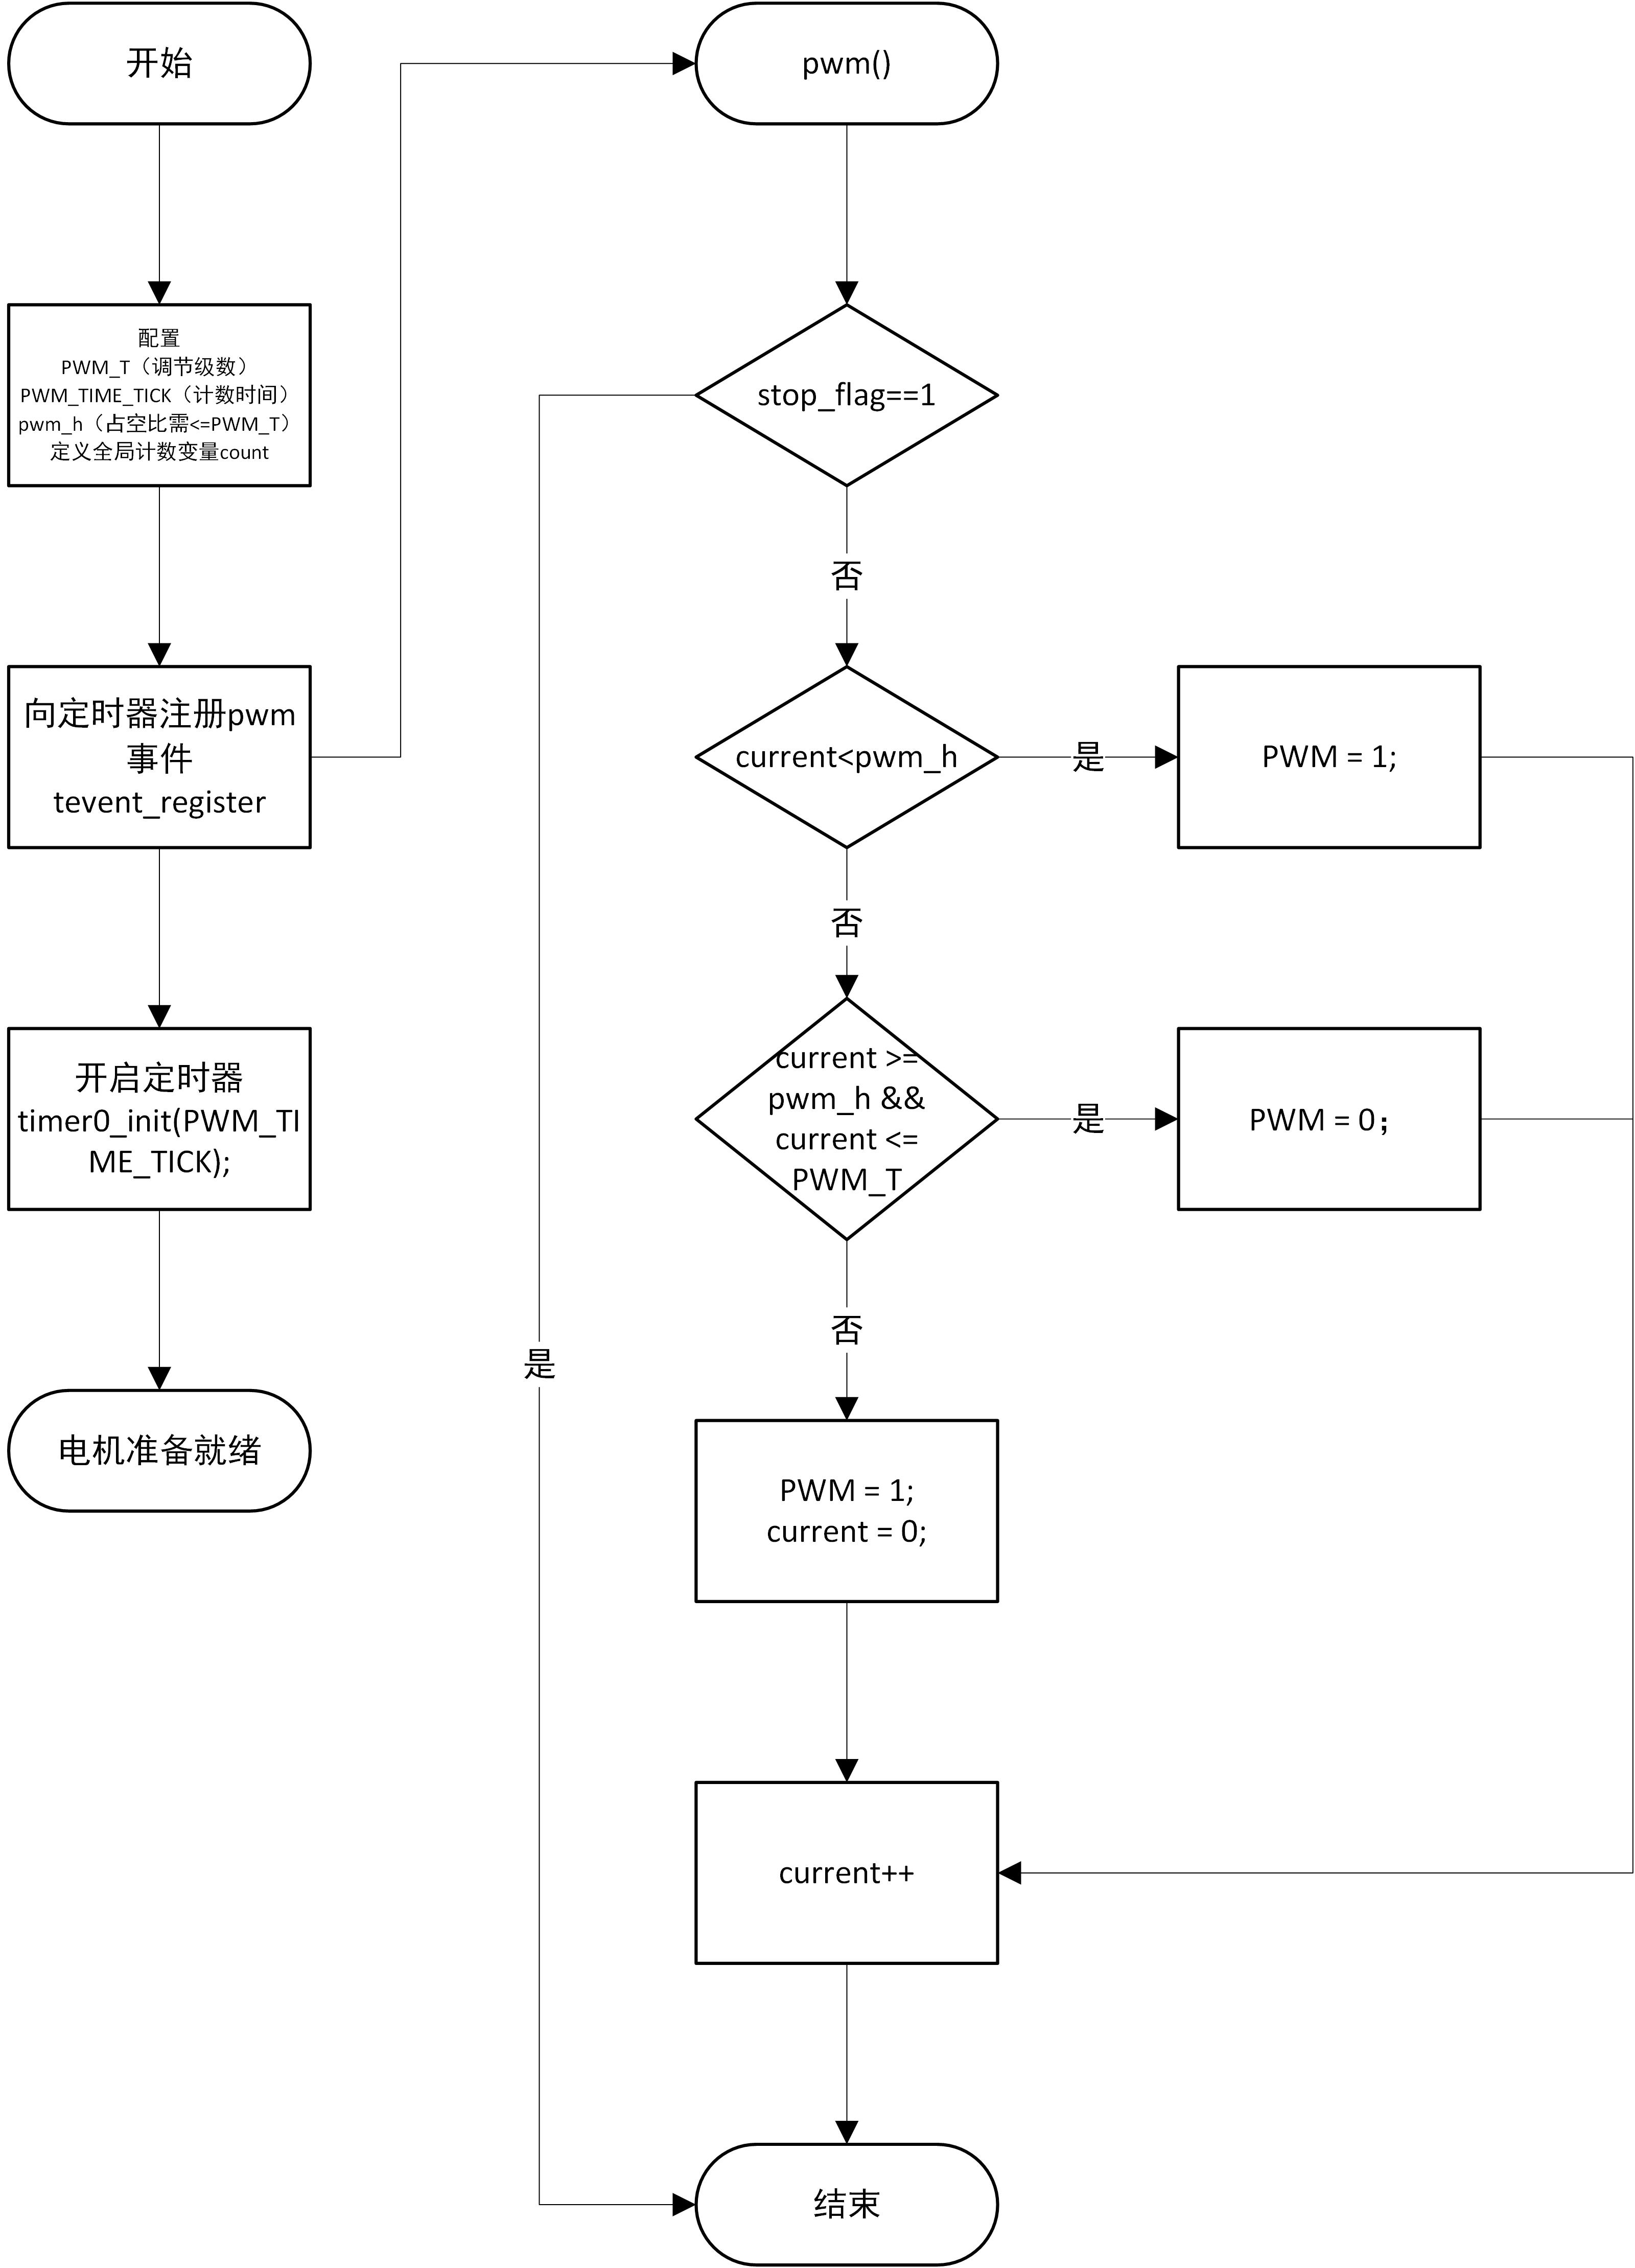 开始
配置
PWM_T（调节级数）
PWM_TIME_TICK（计数时间）
pwm_h（占空比需<=PWM_T）
定义全局计数变量count
向定时器注册pwm
事件
tevent_register
开启定时器
timer0_init(PWM_TI
ME_TICK);
电机准备就绪
pwm()
stop_flag==1
否
是
current<pwm_h
是
PWM = 1;
否
current >=
pwm_h &&
current <=
PWM_T
是
PWM = 0；
否
PWM = 1;
current = 0;
current++
结束